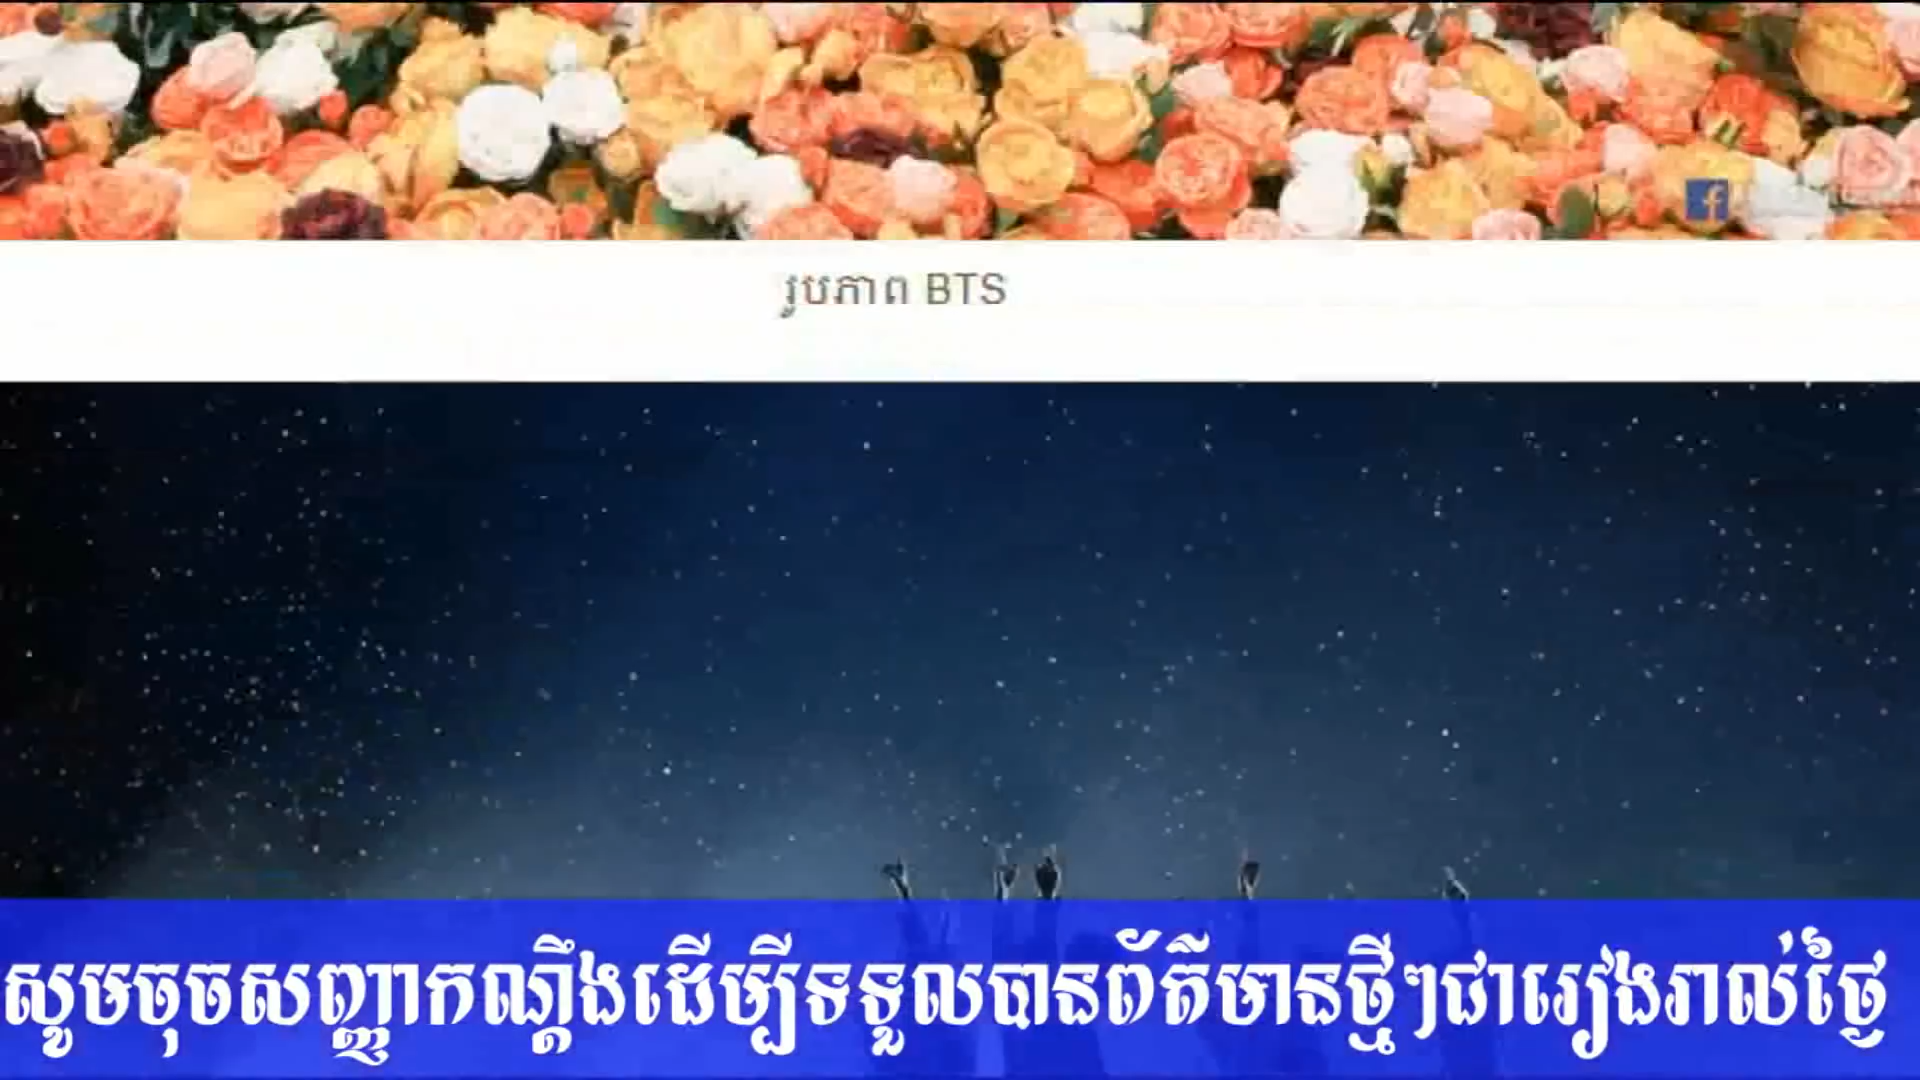 រូបភាព BTS
សូមចុចសញ្ញាកណ្ដឹងដើម្បីទទួលបានព័ត៌មានថ្មីៗជារៀងរាល់ថ្ងៃ